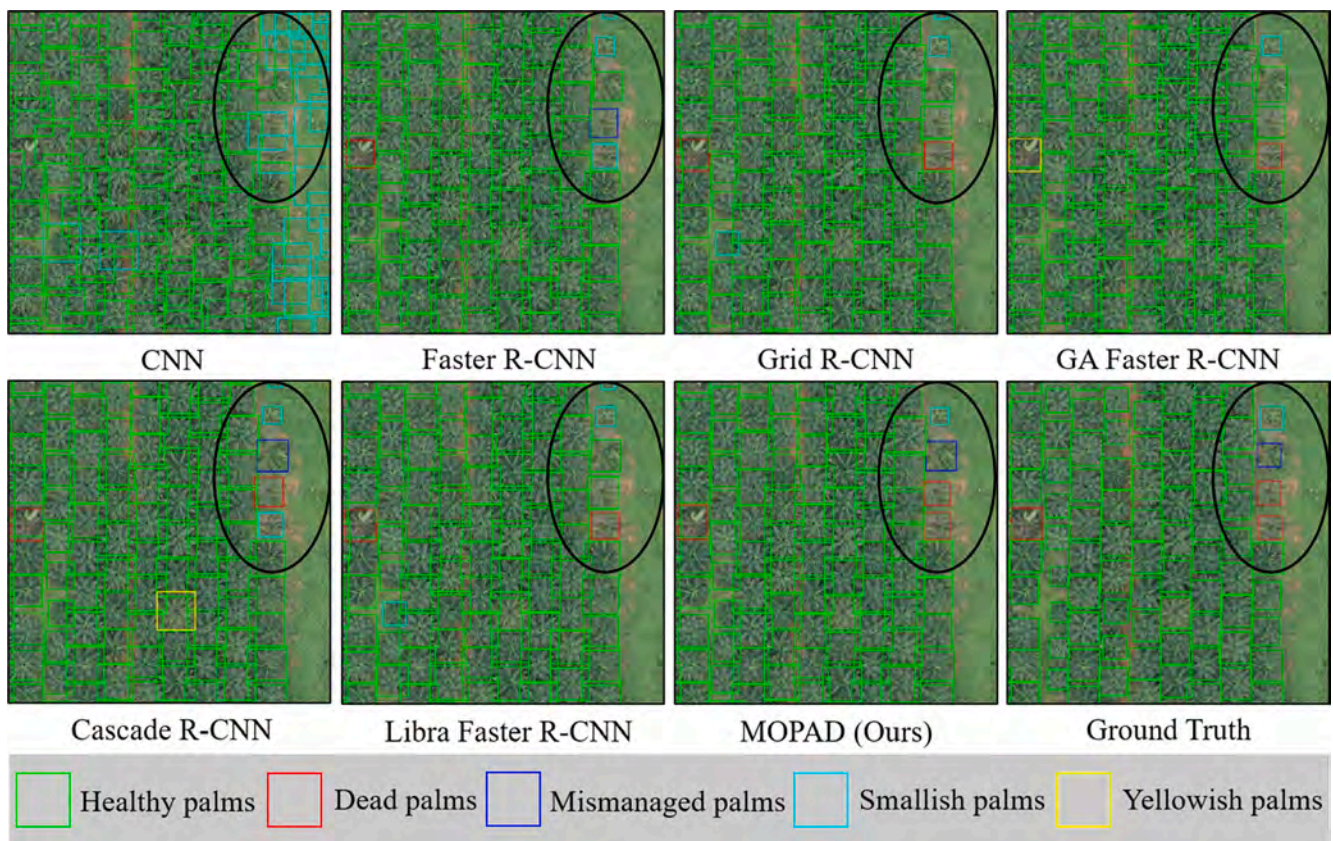 CNN
Faster R-CNN
Grid R-CNN
GA Faster R-CNN
Cascade R-CNN
Libra Faster R-CNN
MOPAD (Ours)
Ground Truth
Healthy palms
Dead palms
Mismanaged palms
Smallish palms
Yellowish palms